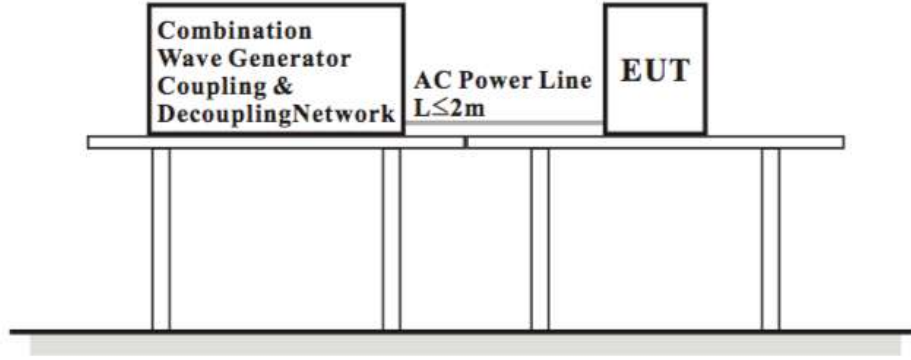 Combination
Wave Generator
Coupling &
DecouplingNetwork
AC Power Line
L≤2m
EUT